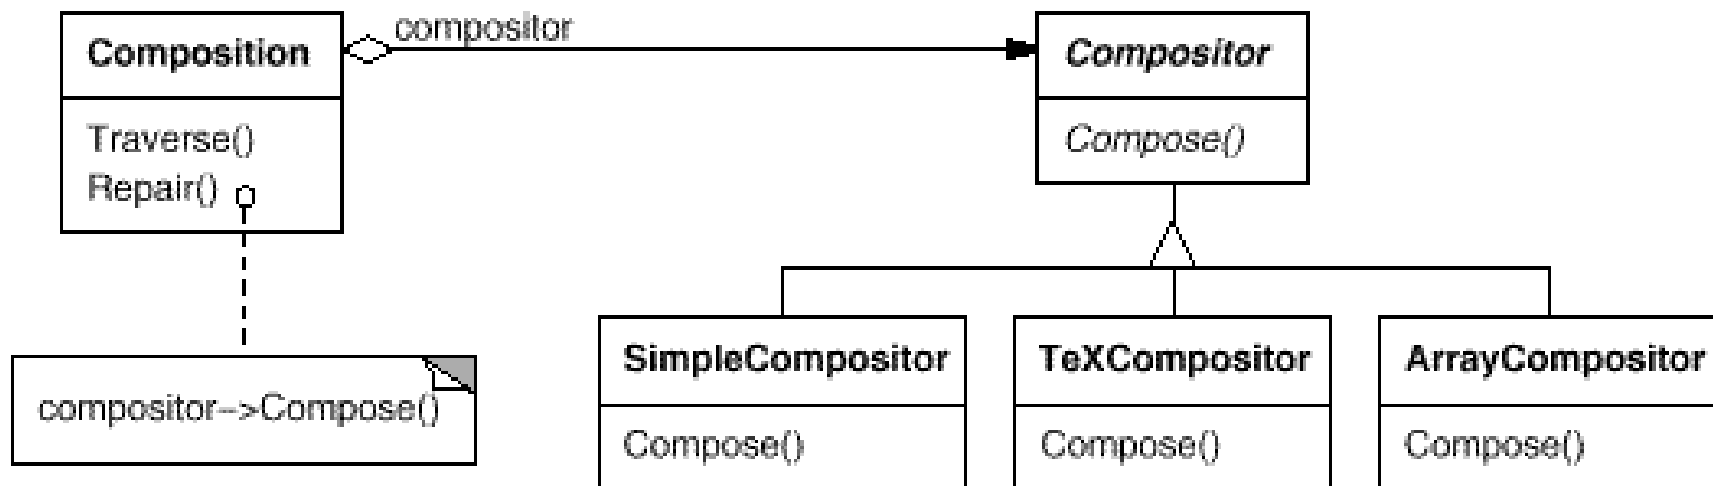 Composition
compositor
Compositor
Traverse()
Repair()
Compose()
compositor->Compose()
SimpleCompositor
TeXCompositor
ArrayCompositor
Compose()
Compose()
Compose()